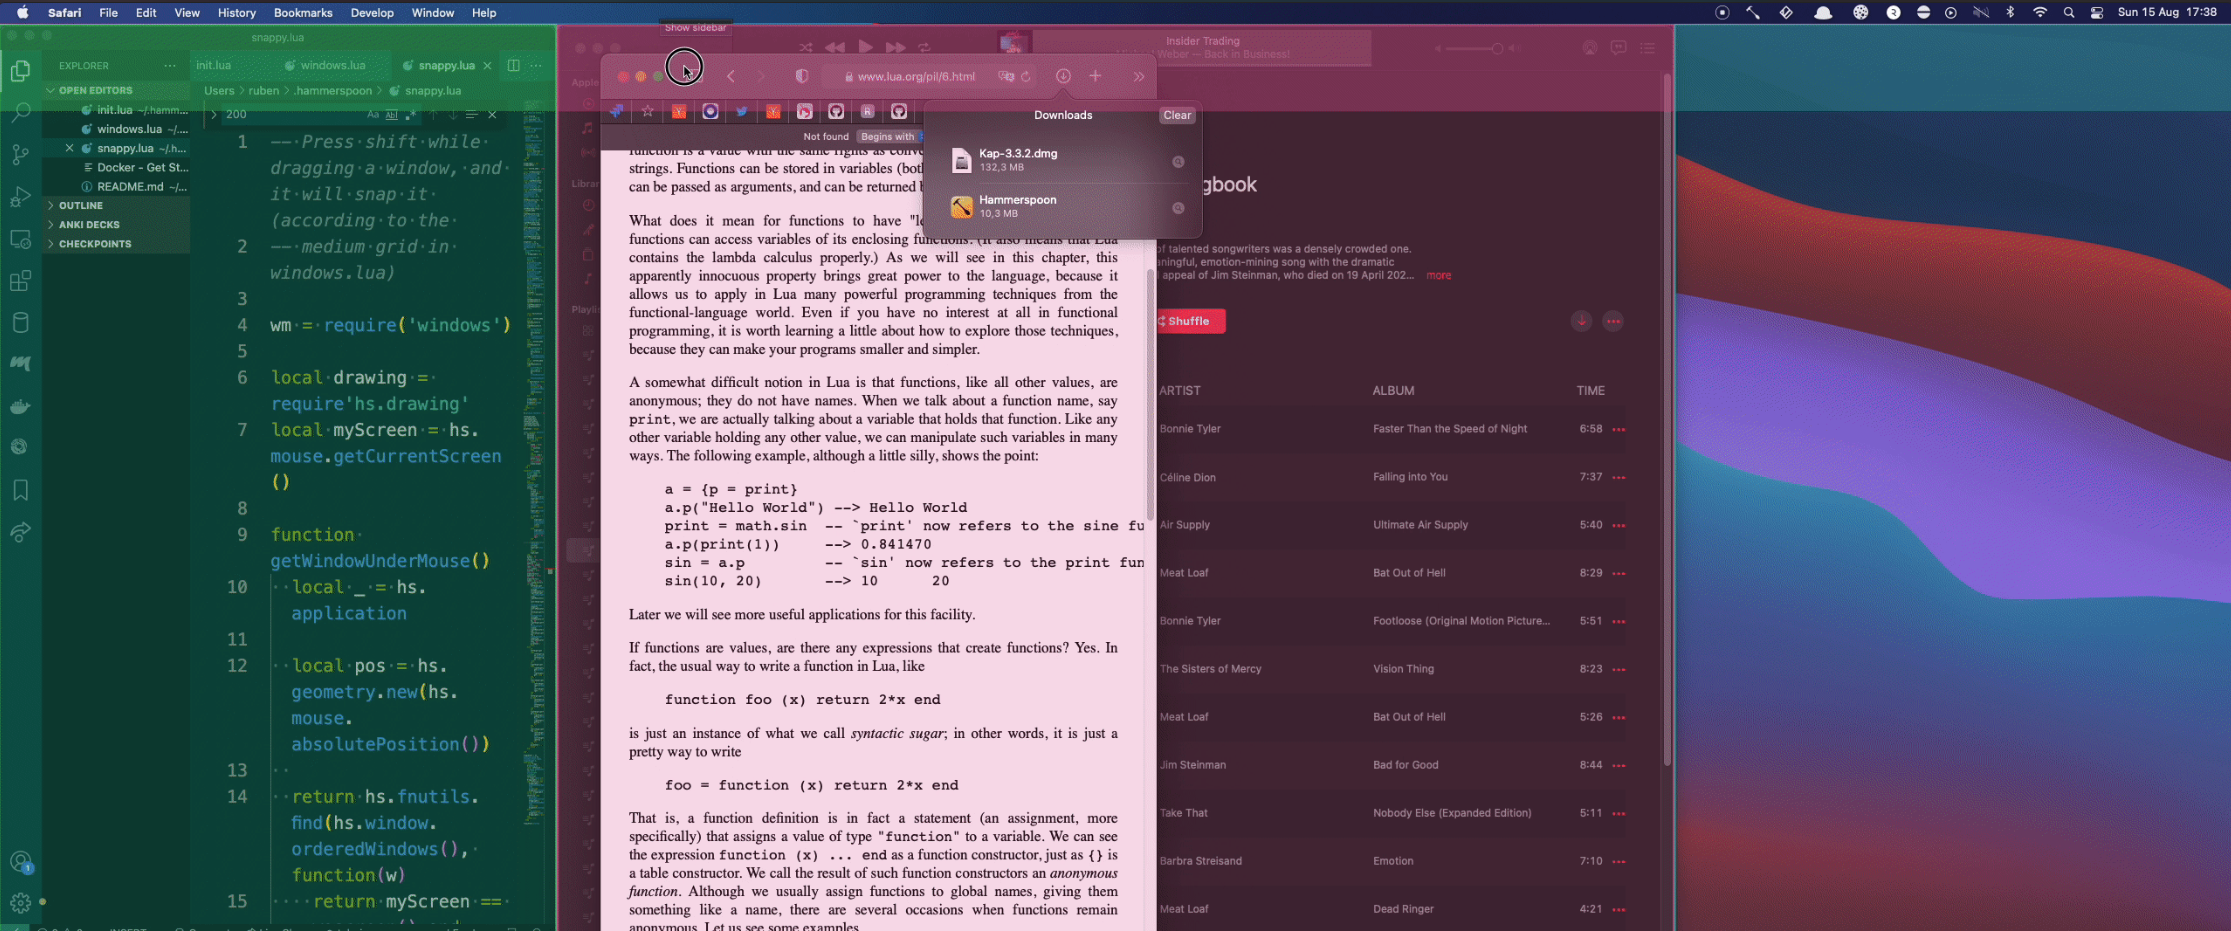 Safari File Edit View History Bookmarks Develop Window Help
Sun 15 Aug 17:38
snappy.lua
EXPLORER
OPEN EDITORS
init.lua ~/.hamm...
windows.lua ~/....
snappy.lua ~/.h...
Docker - Get St...
README.md ~/...
OUTLINE
ANKI DECKS
CHECKPOINTS
init.lua windows.lua snappy.lua
Users > ruben > .hammerspoon > snappy.lua
200
1 -- Press shift while
dragging a window, and
it will snap it
(according to the
2 -- medium grid in
windows.lua)
3
4 wm = require('windows')
5
6 local drawing =
require'hs.drawing'
7 local myScreen = hs.
mouse.getCurrentScreen
()
8
9 function
getWindowUnderMouse()
10 local _ = hs.
application
11
12 local pos = hs.
geometry.new(hs.
mouse.
absolutePosition())
13
14 return hs.fnutils.
find(hs.window.
orderedWindows(),
function(w)
15 return myScreen ==
Show sidebar
www.lua.org/pil/6.html
Not found Begins with
Downloads
Clear
Kap-3.3.2.dmg
132,3 MB
Hammerspoon
10,3 MB
function is a value with the same rights as
strings. Functions can be stored in variables
can be passed as arguments, and can be returned
What does it mean for functions to have
functions can access variables of its enclosing functions. (It also means that Lua
contains the lambda calculus properly.) As we will see in this chapter, this
apparently innocuous property brings great power to the language, because it
allows us to apply in Lua many powerful programming techniques from the
functional-language world. Even if you have no interest at all in functional
programming, it is worth learning a little about how to explore those techniques,
because they can make your programs smaller and simpler.
A somewhat difficult notion in Lua is that functions, like all other values, are
anonymous; they do not have names. When we talk about a function name, say
print, we are actually talking about a variable that holds that function. Like any
other variable holding any other value, we can manipulate such variables in many
ways. The following example, although a little silly, shows the point:
a = {p = print}
a.p("Hello World") --> Hello World
print = math.sin -- `print' now refers to the sine fu
a.p(print(1)) --> 0.841470
sin = a.p -- `sin' now refers to the print fun
sin(10, 20) --> 10 20
Later we will see more useful applications for this facility.
If functions are values, are there any expressions that create functions? Yes. In
fact, the usual way to write a function in Lua, like
function foo (x) return 2*x end
is just an instance of what we call syntactic sugar; in other words, it is just a
pretty way to write
foo = function (x) return 2*x end
That is, a function definition is in fact a statement (an assignment, more
specifically) that assigns a value of type "function" to a variable. We can see
the expression function (x) ... end as a function constructor, just as {} is
a table constructor. We call the result of such function constructors an anonymous
function. Although we usually assign functions to global names, giving them
something like a name, there are several occasions when functions remain
anonymous. Let us see some examples.
Insider Trading
Weber — Back in Business!
Apple
Librar
Playlis
gbook
of talented songwriters was a densely crowded one.
ningful, emotion-mining song with the dramatic
appeal of Jim Steinman, who died on 19 April 202... more
Shuffle
ARTIST ALBUM TIME
Bonnie Tyler Faster Than the Speed of Night 6:58
Céline Dion Falling into You 7:37
Air Supply Ultimate Air Supply 5:40
Meat Loaf Bat Out of Hell 8:29
Bonnie Tyler Footloose (Original Motion Picture... 5:51
The Sisters of Mercy Vision Thing 8:23
Meat Loaf Bat Out of Hell 5:26
Jim Steinman Bad for Good 8:44
Take That Nobody Else (Expanded Edition) 5:11
Barbra Streisand Emotion 7:10
Meat Loaf Dead Ringer 4:21